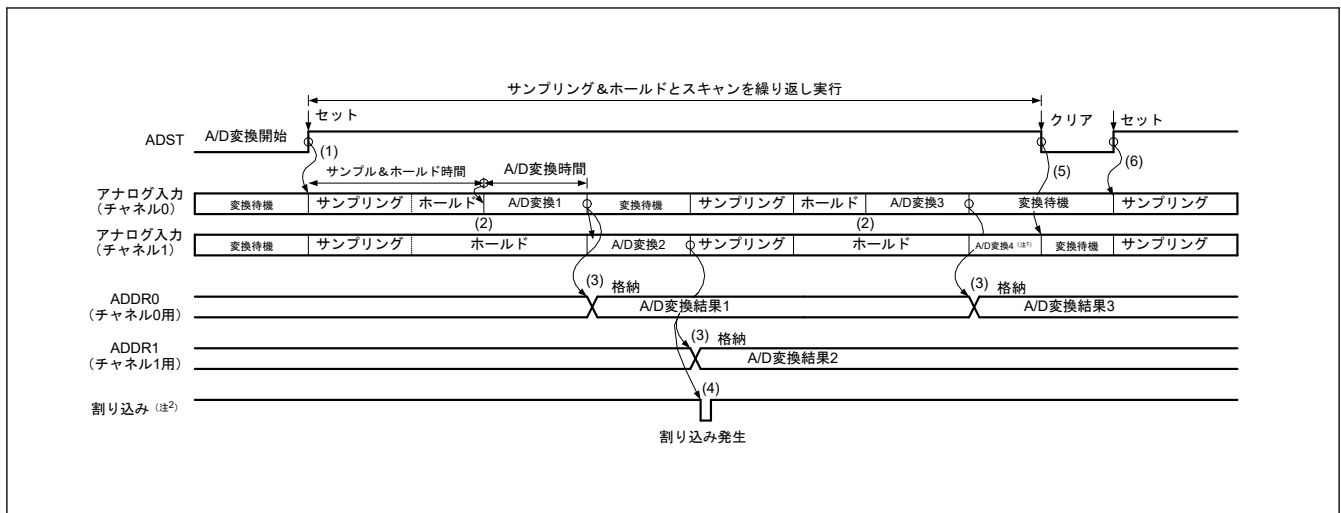 サンプリング＆ホールドとスキャンを繰り返し実行
セット
クリア
セット
ADST
A/D変換開始
(1)
(5)
(6)
サンプル＆ホールド時間
A/D変換時間
アナログ入力
（チャネル0）
変換待機
サンプリング
ホールド
A/D変換1
変換待機
サンプリング
ホールド
A/D変換3
変換待機
サンプリング
(2)
(2)
アナログ入力
（チャネル1）
変換待機
サンプリング
ホールド
A/D変換2
サンプリング
ホールド
A/D変換4（注1）
変換待機
サンプリング
(3) 格納
(3) 格納
ADDR0
（チャネル0用）
A/D変換結果1
A/D変換結果3
(3) 格納
ADDR1
（チャネル1用）
A/D変換結果2
(4)
割り込み（注2）
割り込み発生